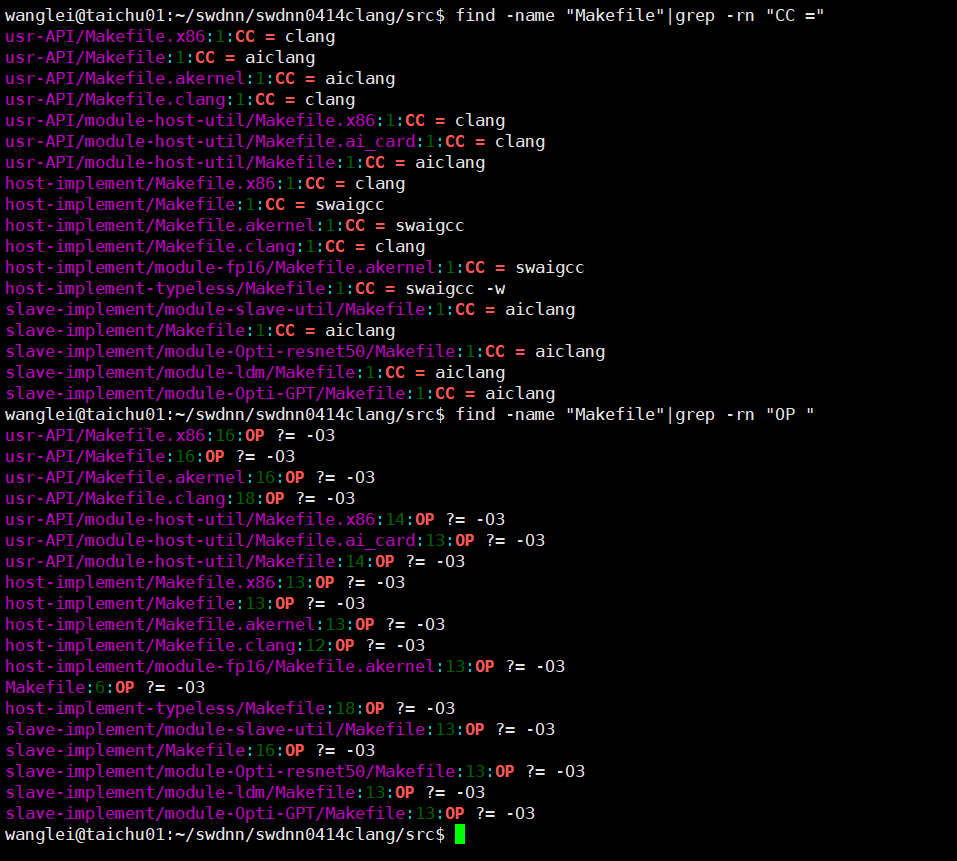 wanglei@taichu01:~/swdnn/swdnn0414clang/src$ find -name "Makefile"|grep -rn "CC ="
usr-API/Makefile.x86:1:CC = clang
usr-API/Makefile:1:CC = aiclang
usr-API/Makefile.akernel:1:CC = aiclang
usr-API/Makefile.clang:1:CC = clang
usr-API/module-host-util/Makefile.x86:1:CC = clang
usr-API/module-host-util/Makefile.ai_card:1:CC = clang
usr-API/module-host-util/Makefile:1:CC = aiclang
host-implement/Makefile.x86:1:CC = clang
host-implement/Makefile:1:CC = swaigcc
host-implement/Makefile.akernel:1:CC = swaigcc
host-implement/Makefile.clang:1:CC = clang
host-implement/module-fp16/Makefile.akernel:1:CC = swaigcc
host-implement-typeless/Makefile:1:CC = swaigcc -w
slave-implement/module-slave-util/Makefile:1:CC = aiclang
slave-implement/Makefile:1:CC = aiclang
slave-implement/module-Opti-resnet50/Makefile:1:CC = aiclang
slave-implement/module-ldm/Makefile:1:CC = aiclang
slave-implement/module-Opti-GPT/Makefile:1:CC = aiclang
wanglei@taichu01:~/swdnn/swdnn0414clang/src$ find -name "Makefile"|grep -rn "OP "
usr-API/Makefile.x86:16:OP ?= -O3
usr-API/Makefile:16:OP ?= -O3
usr-API/Makefile.akernel:16:OP ?= -O3
usr-API/Makefile.clang:18:OP ?= -O3
usr-API/module-host-util/Makefile.x86:14:OP ?= -O3
usr-API/module-host-util/Makefile.ai_card:13:OP ?= -O3
usr-API/module-host-util/Makefile:14:OP ?= -O3
host-implement/Makefile.x86:13:OP ?= -O3
host-implement/Makefile:13:OP ?= -O3
host-implement/Makefile.akernel:13:OP ?= -O3
host-implement/Makefile.clang:12:OP ?= -O3
host-implement/module-fp16/Makefile.akernel:13:OP ?= -O3
Makefile:6:OP ?= -O3
host-implement-typeless/Makefile:18:OP ?= -O3
slave-implement/module-slave-util/Makefile:13:OP ?= -O3
slave-implement/Makefile:16:OP ?= -O3
slave-implement/module-Opti-resnet50/Makefile:13:OP ?= -O3
slave-implement/module-ldm/Makefile:13:OP ?= -O3
slave-implement/module-Opti-GPT/Makefile:13:OP ?= -O3
wanglei@taichu01:~/swdnn/swdnn0414clang/src$